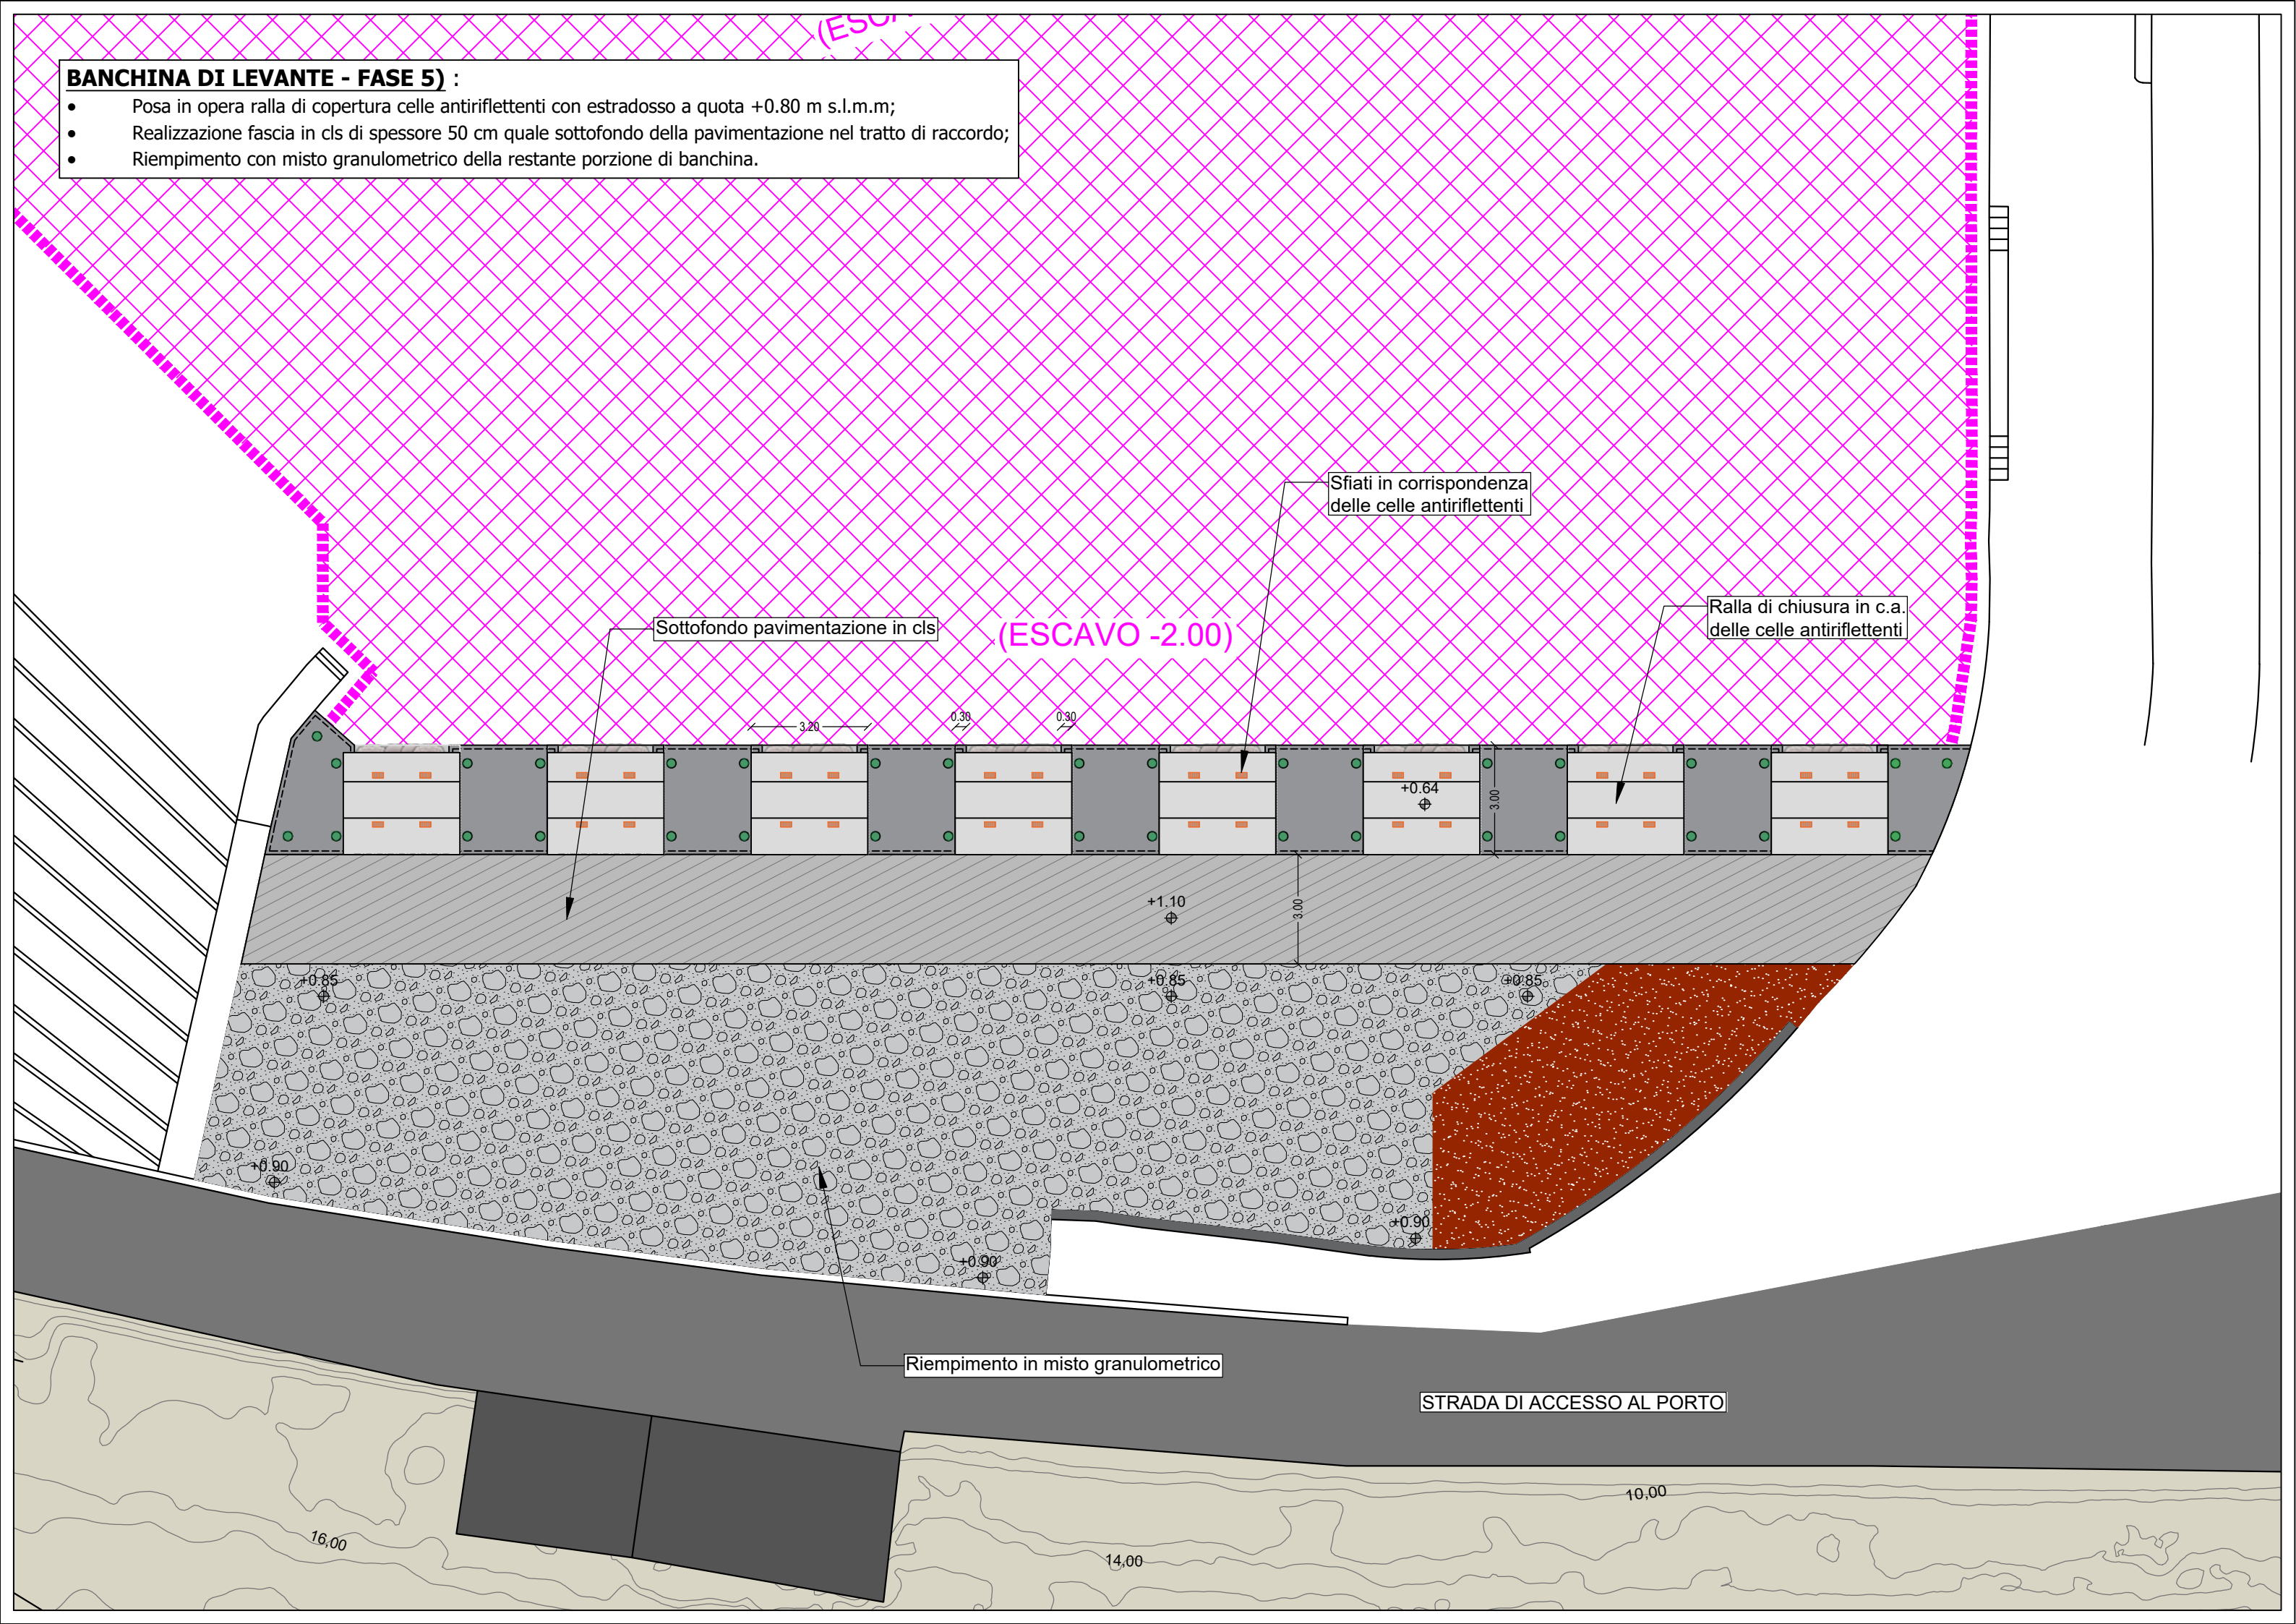 (ESCA
BANCHINA DI LEVANTE - FASE 5) :
• Posa in opera ralla di copertura celle antiriflettenti con estradosso a quota +0.80 m s.l.m.m;
• Realizzazione fascia in cls di spessore 50 cm quale sottofondo della pavimentazione nel tratto di raccordo;
• Riempimento con misto granulometrico della restante porzione di banchina.
Sfiati in corrispondenza
delle celle antiriflettenti
Ralla di chiusura in c.a.
delle celle antiriflettenti
Sottofondo pavimentazione in cls
(ESCAVO -2.00)
3.20
0.30
0.30
+0.64
3.00
+1.10
3.00
+0.85
+0.85
+0.85
+0.90
+0.90
+0.90
Riempimento in misto granulometrico
STRADA DI ACCESSO AL PORTO
10,00
16,00
14,00